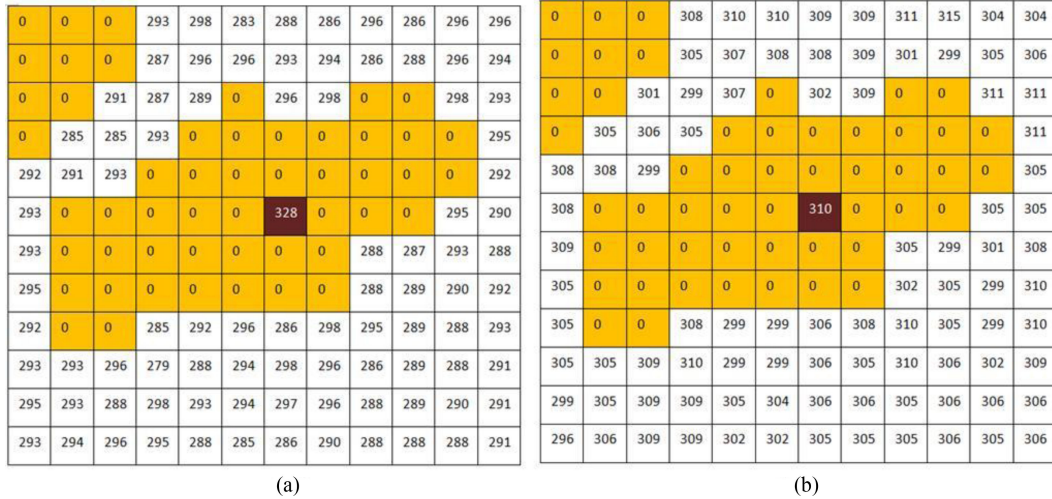 0 0 0 293 298 283 288 286 296 286 296 296
0 0 0 287 296 296 293 294 286 288 296 294
0 0 291 287 289 0 296 298 0 0 298 293
0 285 285 293 0 0 0 0 0 0 0 295
292 291 293 0 0 0 0 0 0 0 0 292
293 0 0 0 0 0 328 0 0 0 295 290
293 0 0 0 0 0 0 0 288 287 293 288
295 0 0 0 0 0 0 0 288 289 290 292
292 0 0 285 292 296 286 298 295 289 288 293
293 293 296 279 288 294 298 296 286 289 288 291
295 293 288 298 293 294 297 296 288 289 290 291
293 294 296 295 288 285 286 290 288 288 288 291
(a)
0 0 0 308 310 310 309 309 311 315 304 304
0 0 0 305 307 308 308 309 301 299 305 306
0 0 301 299 307 0 302 309 0 0 311 311
0 305 306 305 0 0 0 0 0 0 0 311
308 308 299 0 0 0 0 0 0 0 0 305
308 0 0 0 0 0 310 0 0 0 305 305
309 0 0 0 0 0 0 0 305 299 301 308
305 0 0 0 0 0 0 0 302 305 299 310
305 0 0 308 299 299 306 308 310 305 299 310
305 305 309 310 299 299 306 305 310 306 302 309
299 305 309 309 305 304 306 306 305 306 306 306
296 306 309 309 302 302 305 305 305 306 305 306
(b)